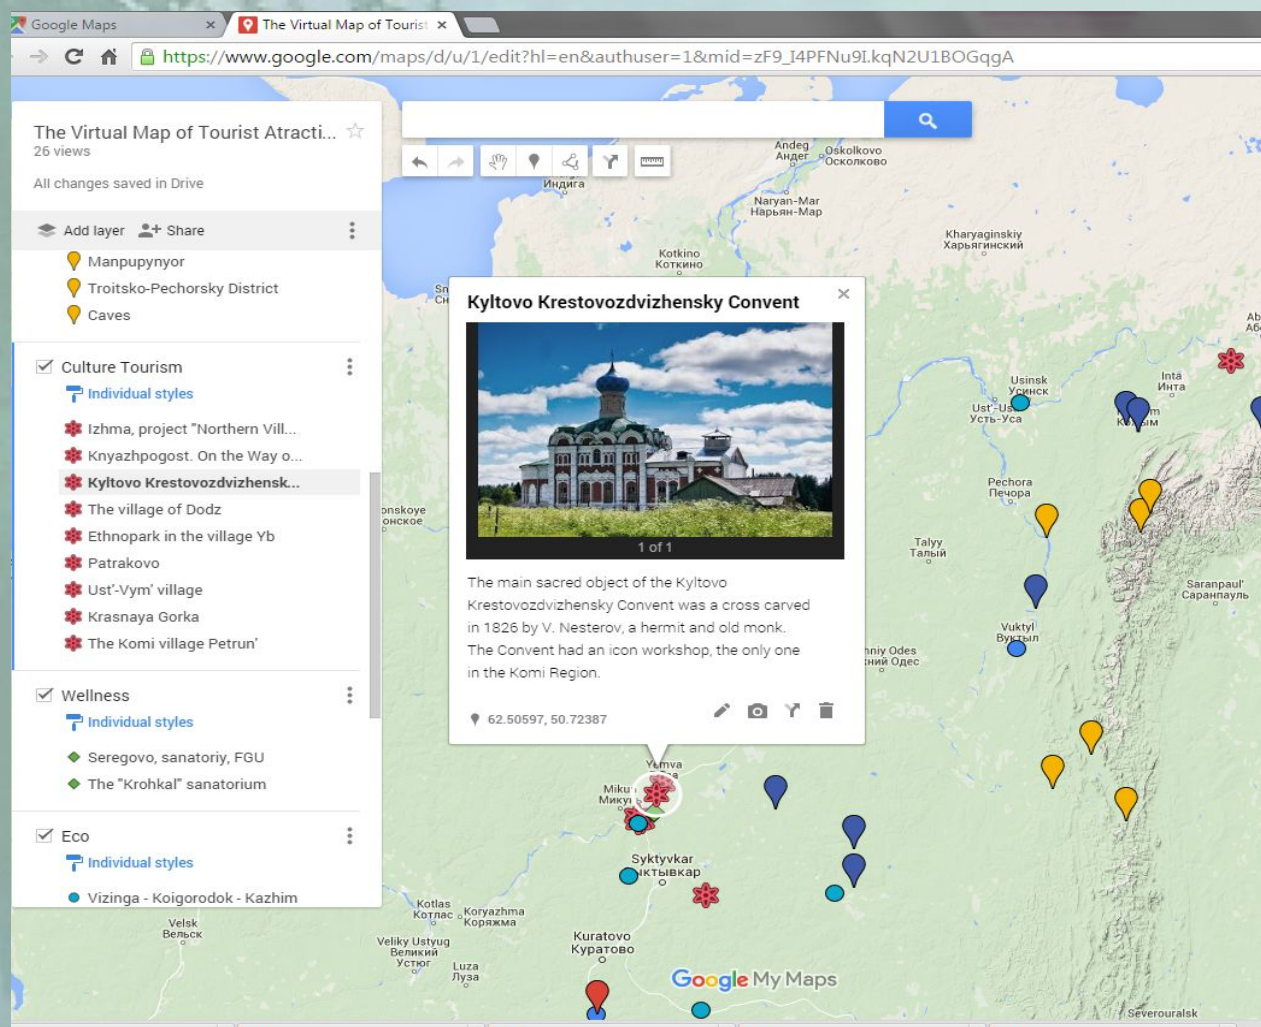 Google Maps
The Virtual Map of Tourist
https://www.google.com/maps/d/u/1/edit?hl=en&authuser=1&mid=zF9_I4PFNu9I.kqN2U1BOGqgA
The Virtual Map of Tourist Atracti...
26 views
All changes saved in Drive
Add layer Share
Manpupynyor
Troitsko-Pechorsky District
Caves
Culture Tourism
Individual styles
Izhma, project "Northern Vill...
Knyazhpogost. On the Way o...
Kyltovo Krestovozdvizhensk...
The village of Dodz
Ethnopark in the village Yb
Patrakovo
Ust'-Vym' village
Krasnaya Gorka
The Komi village Petrun'
Wellness
Individual styles
Seregovo, sanatoriy, FGU
The "Krohkal" sanatorium
Eco
Individual styles
Vizinga - Koigorodok - Kazhim
Kyltovo Krestovozdvizhensky Convent
1 of 1
The main sacred object of the Kyltovo
Krestovozdvizhensky Convent was a cross carved
in 1826 by V. Nesterov, a hermit and old monk.
The Convent had an icon workshop, the only one
in the Komi Region.
62.50597, 50.72387
Andeg
Андег
Oskolkovo
Осколково
Индига
Naryan-Mar
Нарьян-Мар
Kharyaginskiy
Харьягинский
Kotkino
Коткино
Usinsk
Усинск
Усть-Уса
Inta
Инта
Pechora
Печора
Talyy
Талый
Saranpaul'
Саранпауль
Vuktyl
Вуктыл
Yemva
Syktyvkar
Kotlas
Котлас
Koryazhma
Коряжма
Velsk
Вельск
Veliky Ustyug
Великий
Устюг
Luza
Луза
Kuratovo
Куратово
Google My Maps
Severouralsk